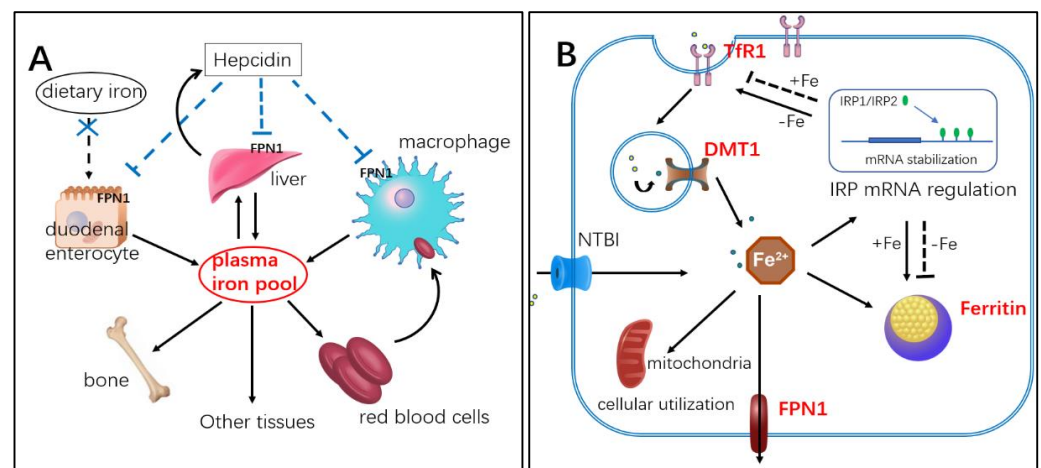 A
Hepcidin
dietary iron
FPN1
macrophage
FPN1
liver
FPN1
duodenal
enterocyte
plasma
iron pool
bone
Other tissues
red blood cells
B
TfR1
+Fe
-Fe
IRP1/IRP2
mRNA stabilization
IRP mRNA regulation
DMT1
NTBI
Fe²⁺
+Fe
-Fe
Ferritin
mitochondria
cellular utilization
FPN1